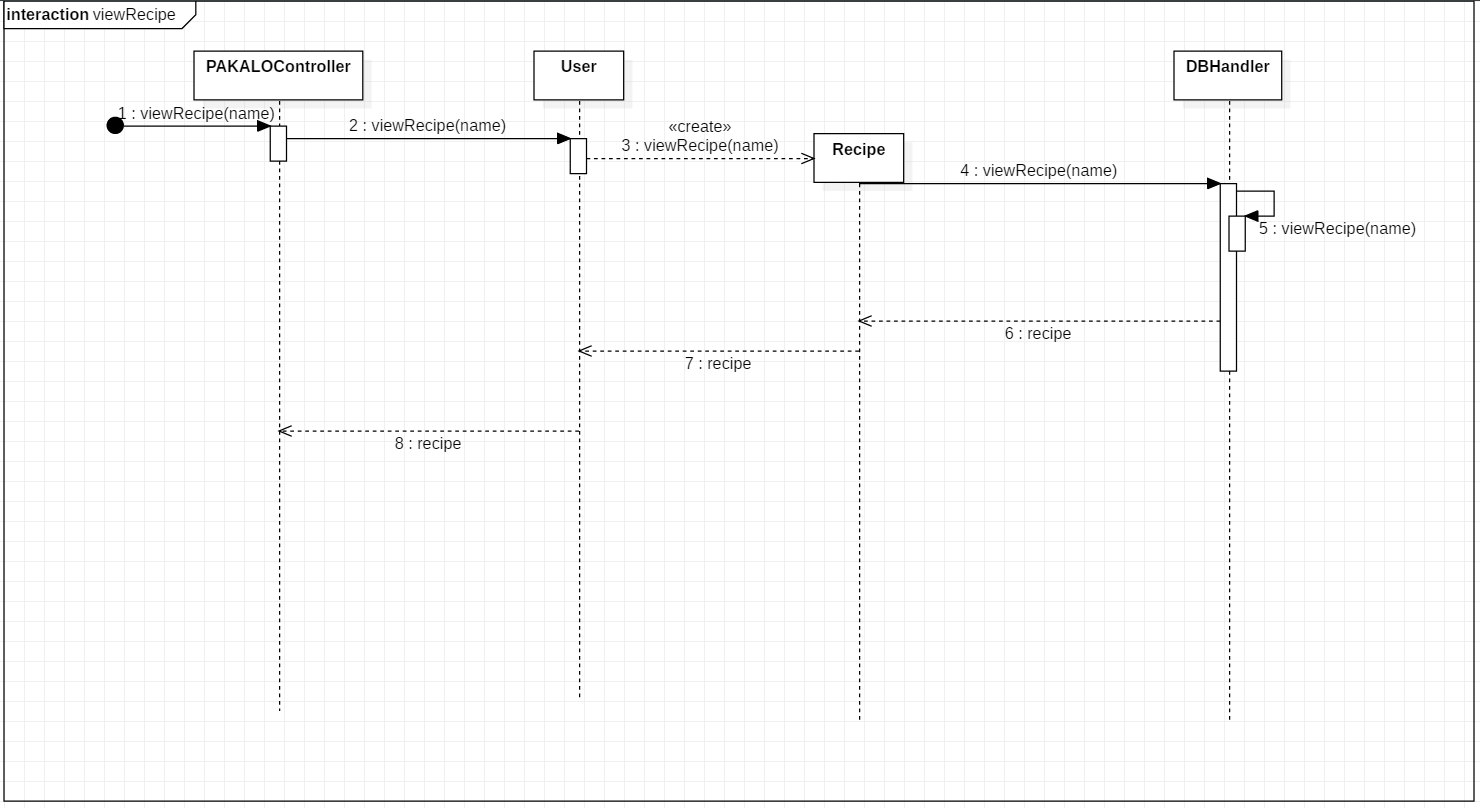 interaction viewRecipe
PAKALOController
User
DBHandler
1 : viewRecipe(name)
2 : viewRecipe(name)
«create»
3 : viewRecipe(name)
Recipe
4 : viewRecipe(name)
5 : viewRecipe(name)
6 : recipe
7 : recipe
8 : recipe